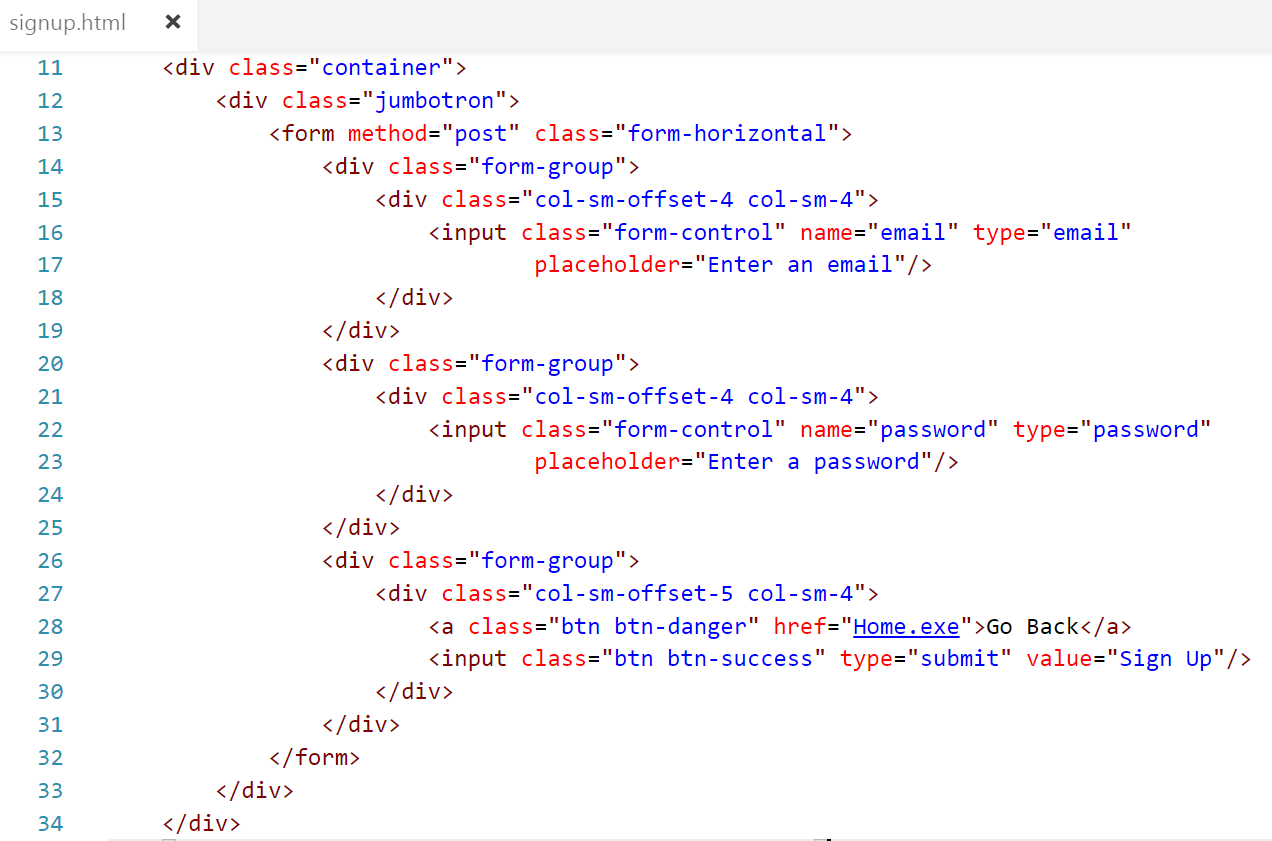 signup.html ×
11 <div class="container">
12 <div class="jumbotron">
13 <form method="post" class="form-horizontal">
14 <div class="form-group">
15 <div class="col-sm-offset-4 col-sm-4">
16 <input class="form-control" name="email" type="email"
17 placeholder="Enter an email"/>
18 </div>
19 </div>
20 <div class="form-group">
21 <div class="col-sm-offset-4 col-sm-4">
22 <input class="form-control" name="password" type="password"
23 placeholder="Enter a password"/>
24 </div>
25 </div>
26 <div class="form-group">
27 <div class="col-sm-offset-5 col-sm-4">
28 <a class="btn btn-danger" href="Home.exe">Go Back</a>
29 <input class="btn btn-success" type="submit" value="Sign Up"/>
30 </div>
31 </div>
32 </form>
33 </div>
34 </div>